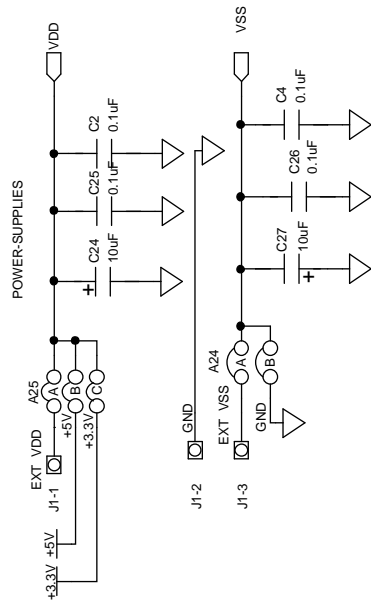 POWER-SUPPLIES
+3.3V
+5V
EXT VDD
J1-1
A25
A
+5V
B
+3.3V
C
C24
10uF
+
C25
0.1uF
C2
0.1uF
VDD
J1-2
GND
J1-3
EXT VSS
A24
A
GND
B
C27
10uF
+
C26
0.1uF
C4
0.1uF
VSS